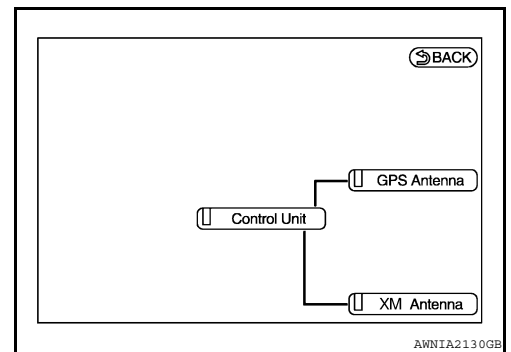 BACK
GPS Antenna
Control Unit
XM Antenna
AWNIA2130GB